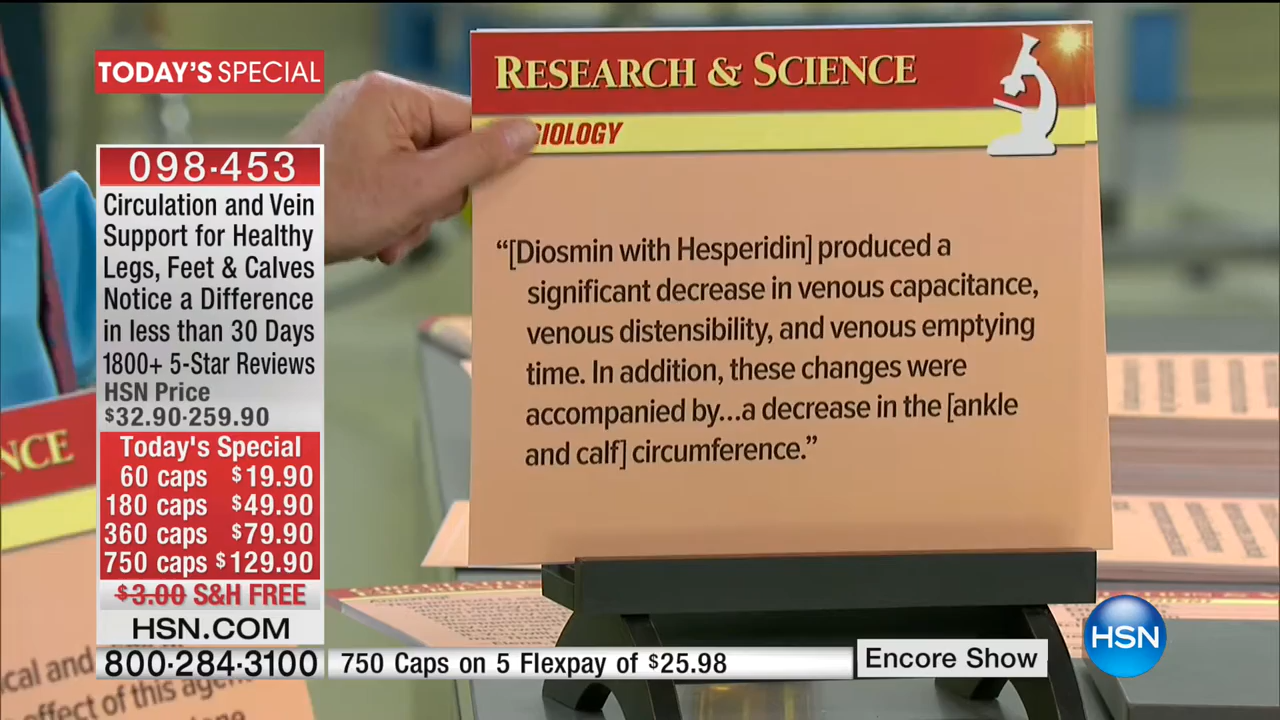 TODAY'S SPECIAL
098-453
Circulation and Vein
Support for Healthy
Legs, Feet & Calves
Notice a Difference
in less than 30 Days
1800+ 5-Star Reviews
HSN Price
$32.90-259.90
Today's Special
60 caps $19.90
180 caps $49.90
360 caps $79.90
750 caps $129.90
$3.00 S&H FREE
HSN.COM
800-284-3100
750 Caps on 5 Flexpay of $25.98
Encore Show
HSN
RESEARCH & SCIENCE
IOLOGY
“[Diosmin with Hesperidin] produced a
significant decrease in venous capacitance,
venous distensibility, and venous emptying
time. In addition, these changes were
accompanied by...a decrease in the [ankle
and calf] circumference.”
NCE
cal and
effect of this